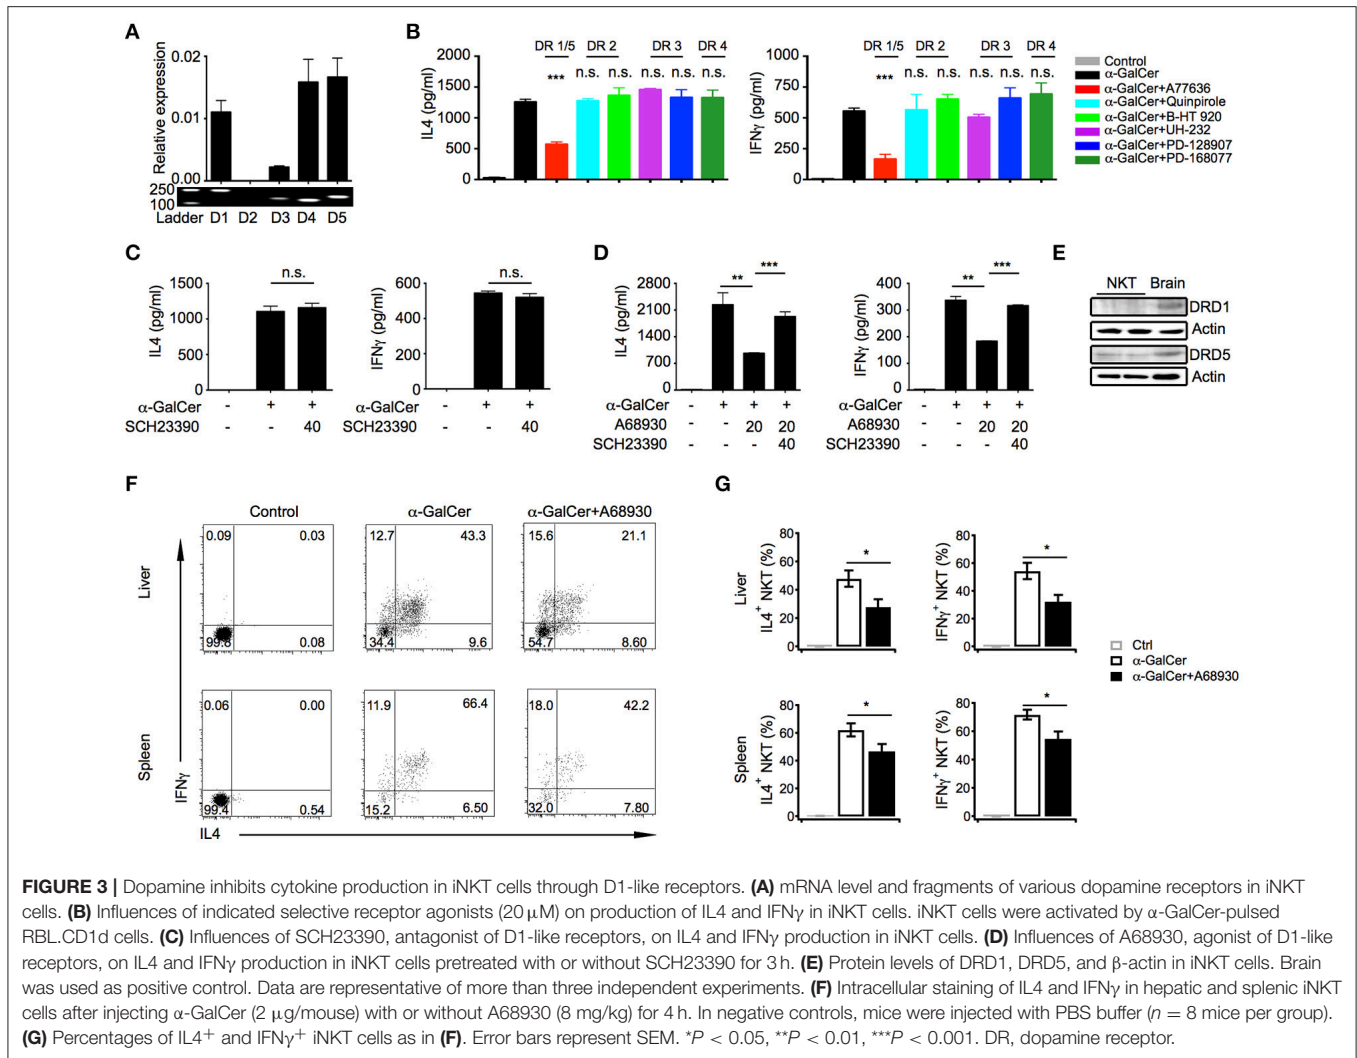 A
Relative expression
0.02
0.01
0.00
250
100
Ladder D1 D2 D3 D4 D5
B
DR 1/5 DR 2 DR 3 DR 4
*** n.s. n.s. n.s. n.s. n.s.
IL4 (pg/ml)
2000
1500
1000
500
0
DR 1/5 DR 2 DR 3 DR 4
*** n.s. n.s. n.s. n.s. n.s.
IFNγ (pg/ml)
1000
750
500
250
0
Control
α-GalCer
α-GalCer+A77636
α-GalCer+Quinpirole
α-GalCer+B-HT 920
α-GalCer+UH-232
α-GalCer+PD-128907
α-GalCer+PD-168077
C
IL4 (pg/ml)
1500
1000
500
0
n.s.
α-GalCer - + +
SCH23390 - - 40
IFNγ (pg/ml)
600
400
200
0
n.s.
α-GalCer - + +
SCH23390 - - 40
D
IL4 (pg/ml)
2800
2100
1400
700
0
** ***
α-GalCer - + + +
A68930 - - 20 20
SCH23390 - - - 40
IFNγ (pg/ml)
400
300
200
100
0
** ***
- + + +
- - 20 20
- - - 40
E
NKT Brain
DRD1
Actin
DRD5
Actin
F
Control α-GalCer α-GalCer+A68930
Liver
0.09 0.03
99.8 0.08
12.7 43.3
34.4 9.6
15.6 21.1
54.7 8.60
Spleen
0.06 0.00
99.4 0.54
11.9 66.4
15.2 6.50
18.0 42.2
32.0 7.80
IFNγ
IL4
G
Liver
IL4+ NKT (%)
80
60
40
20
0
*
IFNγ+ NKT (%)
80
60
40
20
0
*
Ctrl
α-GalCer
α-GalCer+A68930
Spleen
IL4+ NKT (%)
80
60
40
20
0
*
IFNγ+ NKT (%)
80
60
40
20
0
*
FIGURE 3 | Dopamine inhibits cytokine production in iNKT cells through D1-like receptors. (A) mRNA level and fragments of various dopamine receptors in iNKT
cells. (B) Influences of indicated selective receptor agonists (20 μM) on production of IL4 and IFNγ in iNKT cells. iNKT cells were activated by α-GalCer-pulsed
RBL.CD1d cells. (C) Influences of SCH23390, antagonist of D1-like receptors, on IL4 and IFNγ production in iNKT cells. (D) Influences of A68930, agonist of D1-like
receptors, on IL4 and IFNγ production in iNKT cells pretreated with or without SCH23390 for 3 h. (E) Protein levels of DRD1, DRD5, and β-actin in iNKT cells. Brain
was used as positive control. Data are representative of more than three independent experiments. (F) Intracellular staining of IL4 and IFNγ in hepatic and splenic iNKT
cells after injecting α-GalCer (2 μg/mouse) with or without A68930 (8 mg/kg) for 4 h. In negative controls, mice were injected with PBS buffer (n = 8 mice per group).
(G) Percentages of IL4+ and IFNγ+ iNKT cells as in (F). Error bars represent SEM. *P < 0.05, **P < 0.01, ***P < 0.001. DR, dopamine receptor.